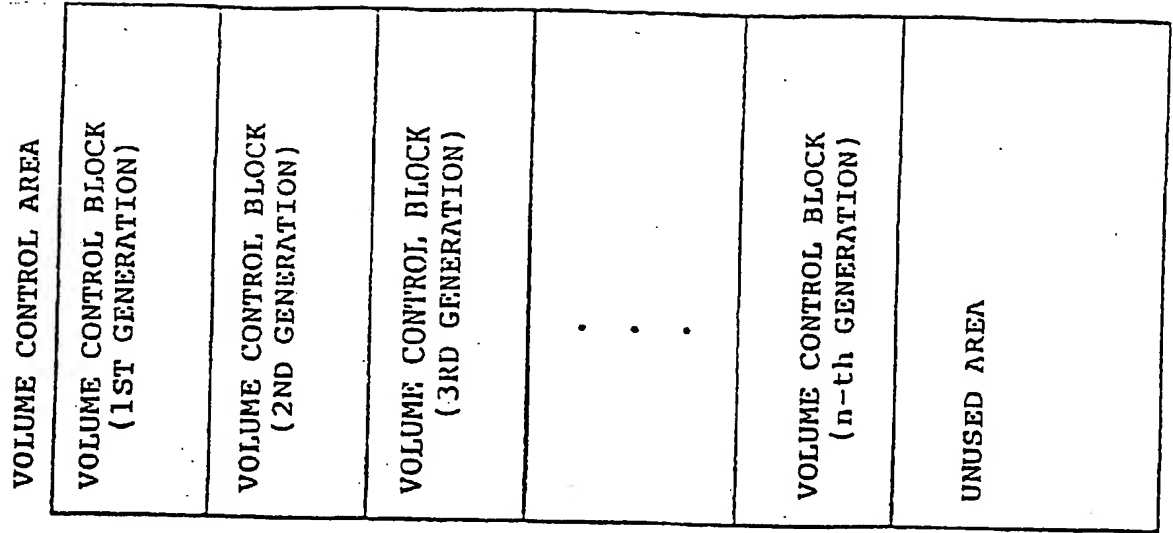 VOLUME CONTROL AREA
VOLUME CONTROL BLOCK
(1ST GENERATION)
VOLUME CONTROL BLOCK
(2ND GENERATION)
VOLUME CONTROL BLOCK
(3RD GENERATION)
. . .
VOLUME CONTROL BLOCK
(n-th GENERATION)
UNUSED AREA